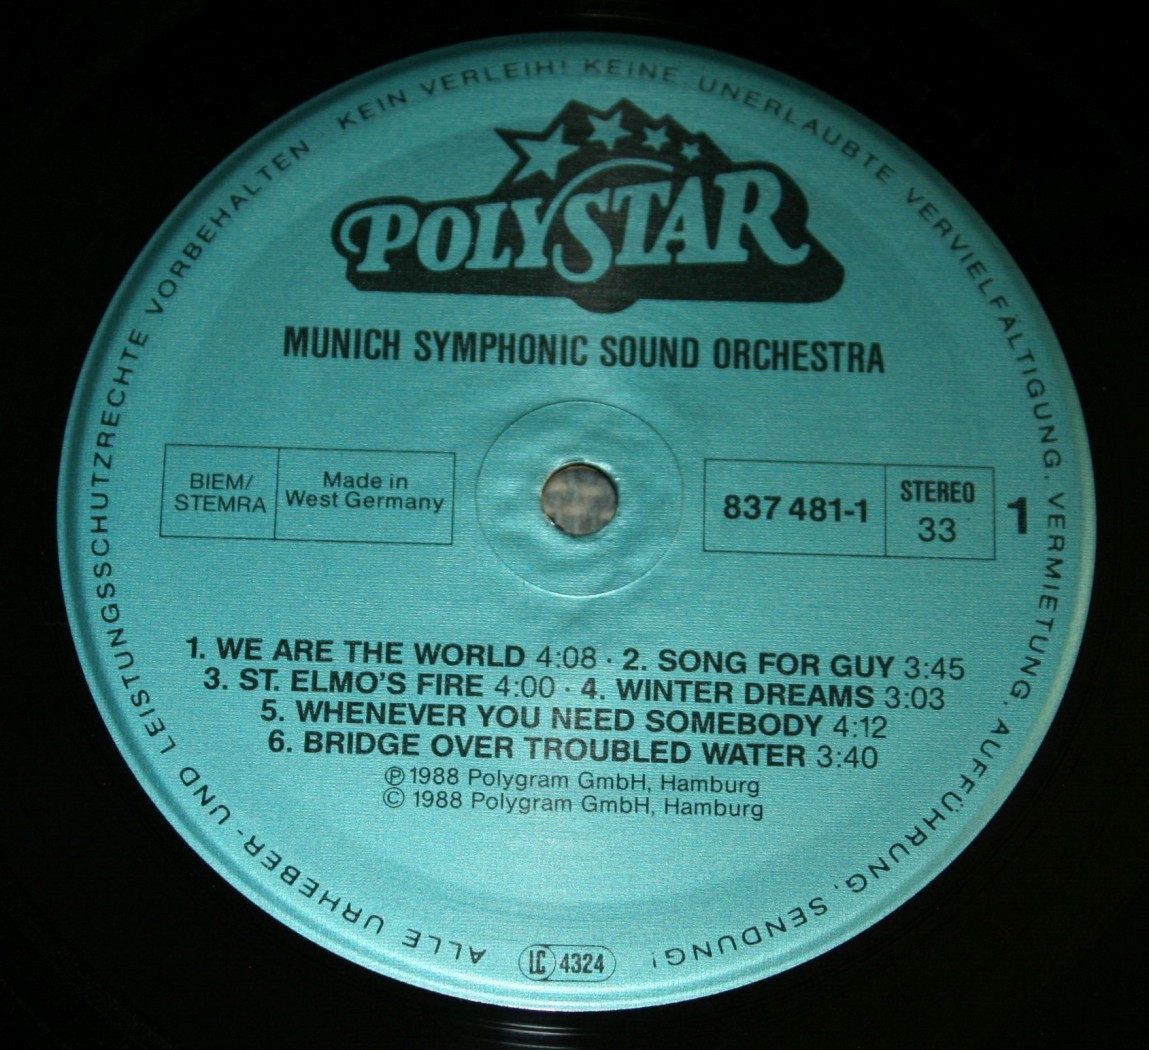 POLYSTAR
MUNICH SYMPHONIC SOUND ORCHESTRA
BIEM/
STEMRA
Made in
West Germany
837 481-1
STEREO
33
1
1. WE ARE THE WORLD 4:08 · 2. SONG FOR GUY 3:45
3. ST. ELMO'S FIRE 4:00 · 4. WINTER DREAMS 3:03
5. WHENEVER YOU NEED SOMEBODY 4:12
6. BRIDGE OVER TROUBLED WATER 3:40
℗ 1988 Polygram GmbH, Hamburg
© 1988 Polygram GmbH, Hamburg
ALLE URHEBER- UND LEISTUNGSSCHUTZRECHTE VORBEHALTEN · KEIN VERLEIH! KEINE UNERLAUBTE VERVIELFÄLTIGUNG, VERMIETUNG, AUFFÜHRUNG, SENDUNG!
LC 4324